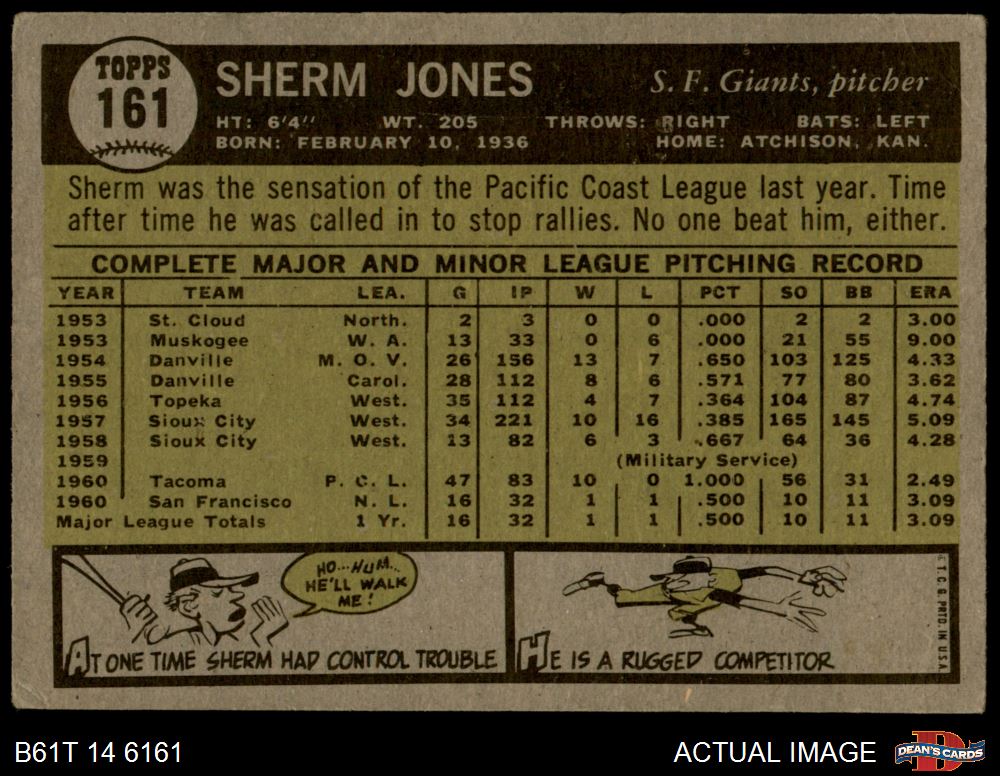 TOPPS
161
SHERM JONES
S. F. Giants, pitcher
HT: 6'4" WT. 205 THROWS: RIGHT BATS: LEFT
BORN: FEBRUARY 10, 1936 HOME: ATCHISON, KAN.
Sherm was the sensation of the Pacific Coast League last year. Time
after time he was called in to stop rallies. No one beat him, either.
COMPLETE MAJOR AND MINOR LEAGUE PITCHING RECORD
YEAR TEAM LEA. G IP W L PCT SO BB ERA
1953 St. Cloud North. 2 3 0 0 .000 2 2 3.00
1953 Muskogee W. A. 13 33 0 6 .000 21 55 9.00
1954 Danville M. O. V. 26 156 13 7 .650 103 125 4.33
1955 Danville Carol. 28 112 8 6 .571 77 80 3.62
1956 Topeka West. 35 112 4 7 .364 104 87 4.74
1957 Sioux City West. 34 221 10 16 .385 165 145 5.09
1958 Sioux City West. 13 82 6 3 .667 64 36 4.28
1959 (Military Service)
1960 Tacoma P. C. L. 47 83 10 0 1.000 56 31 2.49
1960 San Francisco N. L. 16 32 1 1 .500 10 11 3.09
Major League Totals 1 Yr. 16 32 1 1 .500 10 11 3.09
HO...HUM...
HE'LL WALK
ME!
AT ONE TIME SHERM HAD CONTROL TROUBLE
HE IS A RUGGED COMPETITOR
© T. C. G. PRTD. IN U.S.A.
B61T 14 6161
ACTUAL IMAGE
D
DEAN'S CARDS